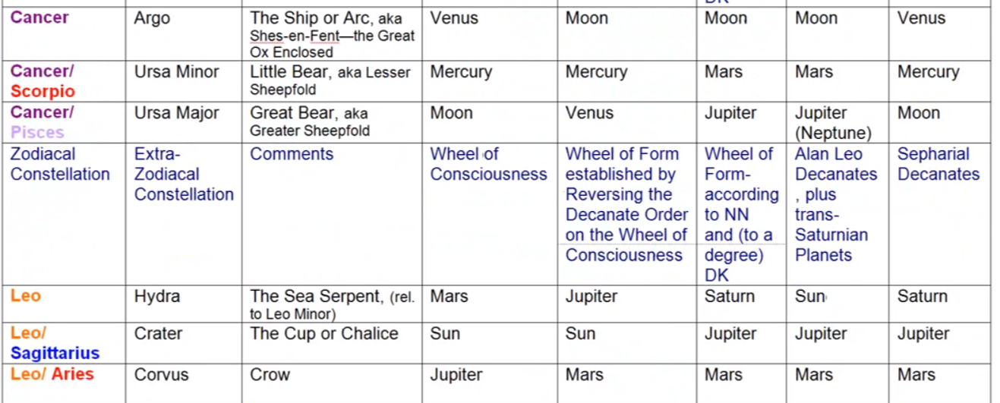 DK
Cancer Argo The Ship or Arc, aka Venus Moon Moon Moon Venus
Shes-en-Fent—the Great
Ox Enclosed
Cancer/ Ursa Minor Little Bear, aka Lesser Mercury Mercury Mars Mars Mercury
Scorpio Sheepfold
Cancer/ Ursa Major Great Bear, aka Moon Venus Jupiter Jupiter Moon
Pisces Greater Sheepfold (Neptune)
Zodiacal Extra- Comments Wheel of Wheel of Form Wheel of Alan Leo Sepharial
Constellation Zodiacal Consciousness established by Form- Decanates Decanates
Constellation Reversing the according , plus
Decanate Order to NN trans-
on the Wheel of and (to a Saturnian
Consciousness degree) Planets
DK
Leo Hydra The Sea Serpent, (rel. Mars Jupiter Saturn Sun Saturn
to Leo Minor)
Leo/ Crater The Cup or Chalice Sun Sun Jupiter Jupiter Jupiter
Sagittarius
Leo/ Aries Corvus Crow Jupiter Mars Mars Mars Mars